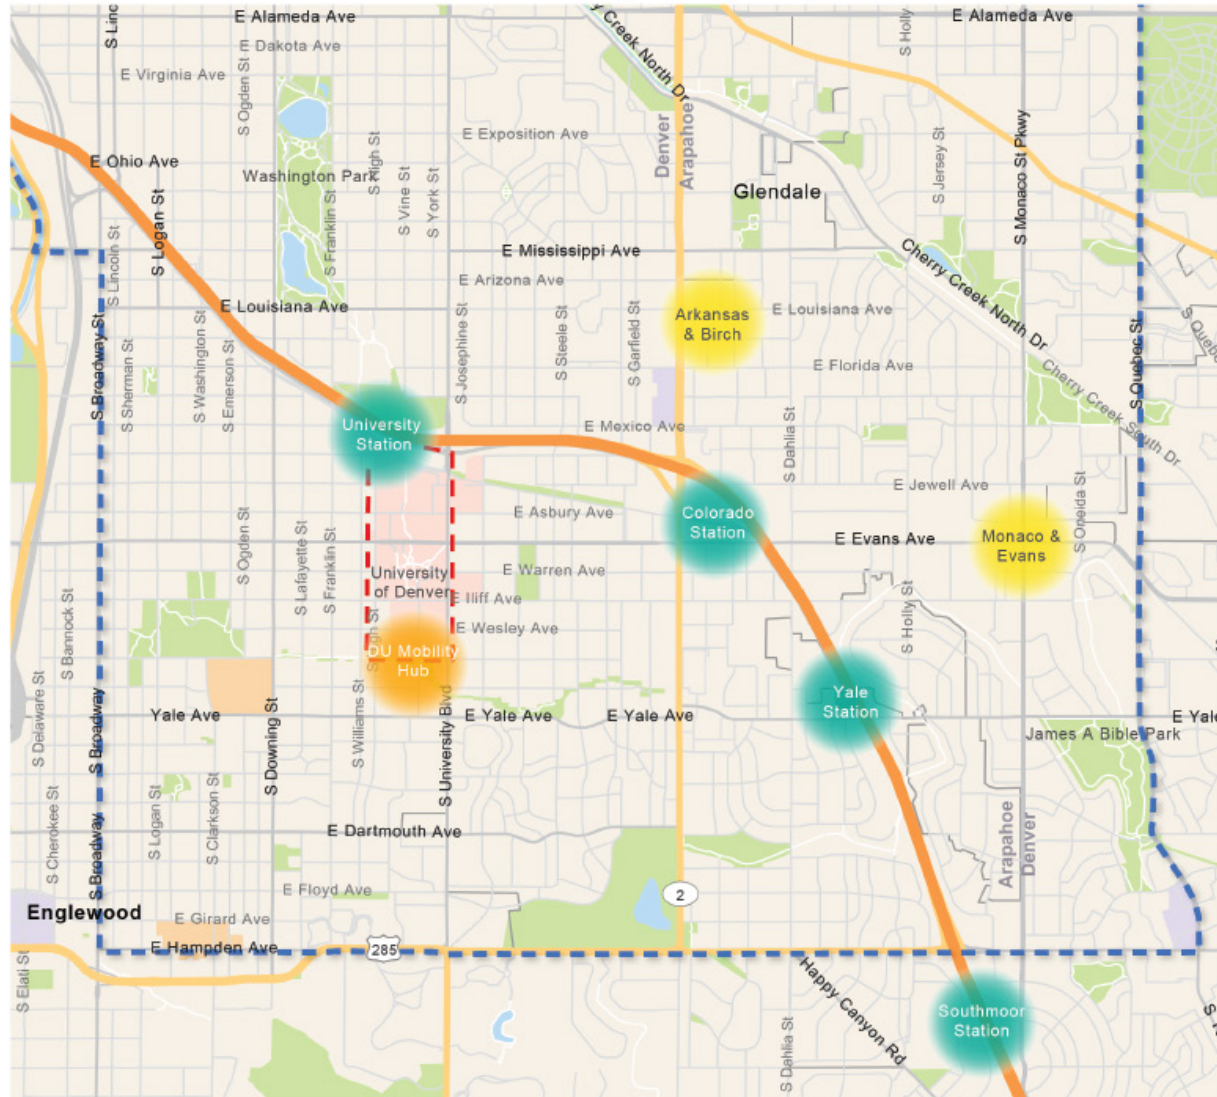 E Alameda Ave
S Linc
y Creek North Dr
S Holly
E Alameda Ave
E Dakota Ave
E Virginia Ave
S Ogden St
E Exposition Ave
Denver
Arapahoe
S Jersey St
S Monaco St Pkwy
E Ohio Ave
Washington Park
S High St
S Vine St
S York St
S Franklin St
S Logan St
Glendale
E Mississippi Ave
Cherry Creek North Dr
S Lincoln St
E Arizona Ave
E Louisiana Ave
Arkansas
& Birch
E Louisiana Ave
S Josephine St
S Steele St
S Garfield St
S Quebec St
S Quebec
S Broadway St
S Sherman St
S Washington St
S Emerson St
E Florida Ave
Cherry Creek South Dr
University
Station
E Mexico Ave
S Dahlia St
E Jewell Ave
Colorado
Station
E Asbury Ave
E Evans Ave
Monaco &
Evans
S Oneida St
S Ogden St
S Lafayette St
S Franklin St
University
of Denver
E Warren Ave
E Iliff Ave
E Wesley Ave
S Holly St
S Bannock St
DU Mobility
Hub
S Delaware St
S Broadway
Yale Ave
S Downing St
S Williams St
S University Blvd
E Yale Ave
E Yale Ave
Yale
Station
E Yale
James A Bible Park
S Cherokee St
S Logan St
S Clarkson St
E Dartmouth Ave
Arapahoe
Denver
S Broadway
E Floyd Ave
2
Englewood
E Girard Ave
E Hampden Ave
285
S Elati St
Happy Canyon Rd
S Dahlia St
Southmoor
Station